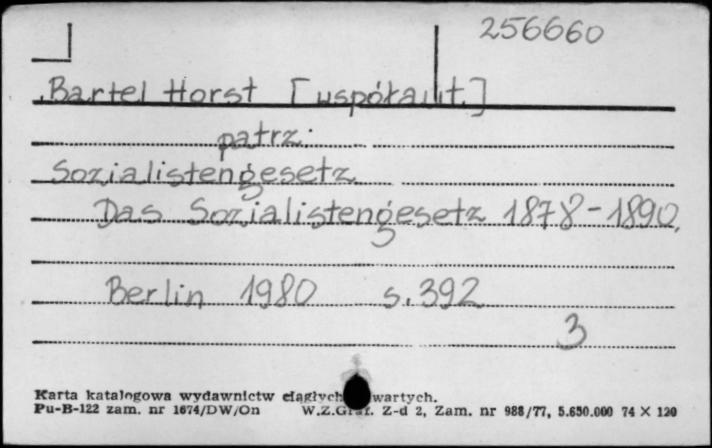 256660
Bartel Horst [współaut.]
patrz:
Sozialistengesetz
Das Sozialistengesetz 1878-1890.
Berlin 1980 s. 392
3
Karta katalogowa wydawnictw ciągłych wartych.
Pu-B-122 zam. nr 1674/DW/On W.Z.Graf. Z-d 2, Zam. nr 988/77, 5.650.000 74 × 120